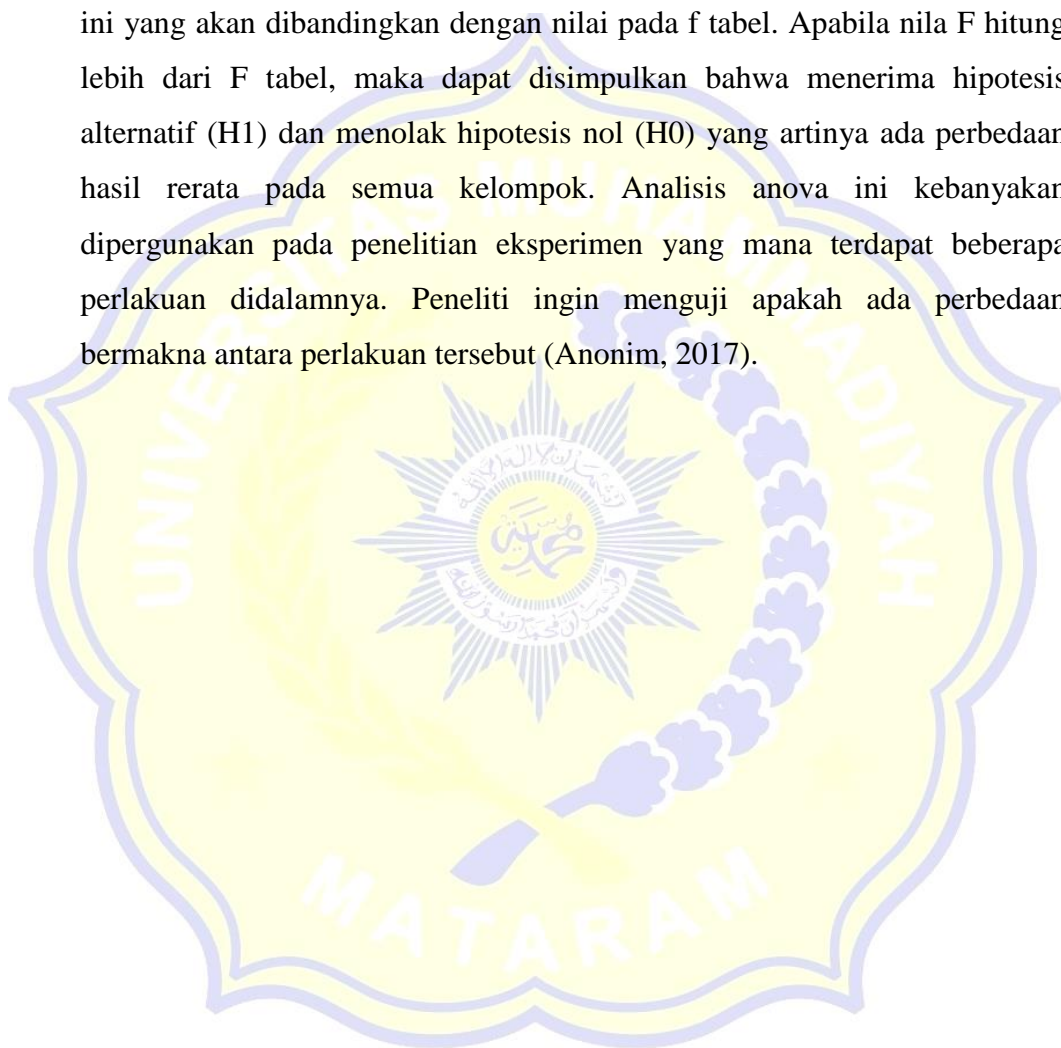 ini yang akan dibandingkan dengan nilai pada f tabel. Apabila nila F hitung
lebih dari F tabel, maka dapat disimpulkan bahwa menerima hipotesis
alternatif (H1) dan menolak hipotesis nol (H0) yang artinya ada perbedaan
hasil rerata pada semua kelompok. Analisis anova ini kebanyakan
dipergunakan pada penelitian eksperimen yang mana terdapat beberapa
perlakuan didalamnya. Peneliti ingin menguji apakah ada perbedaan
bermakna antara perlakuan tersebut (Anonim, 2017).
UNIVERSITAS MUHAMMADIYAH
محمدية
MATARAM